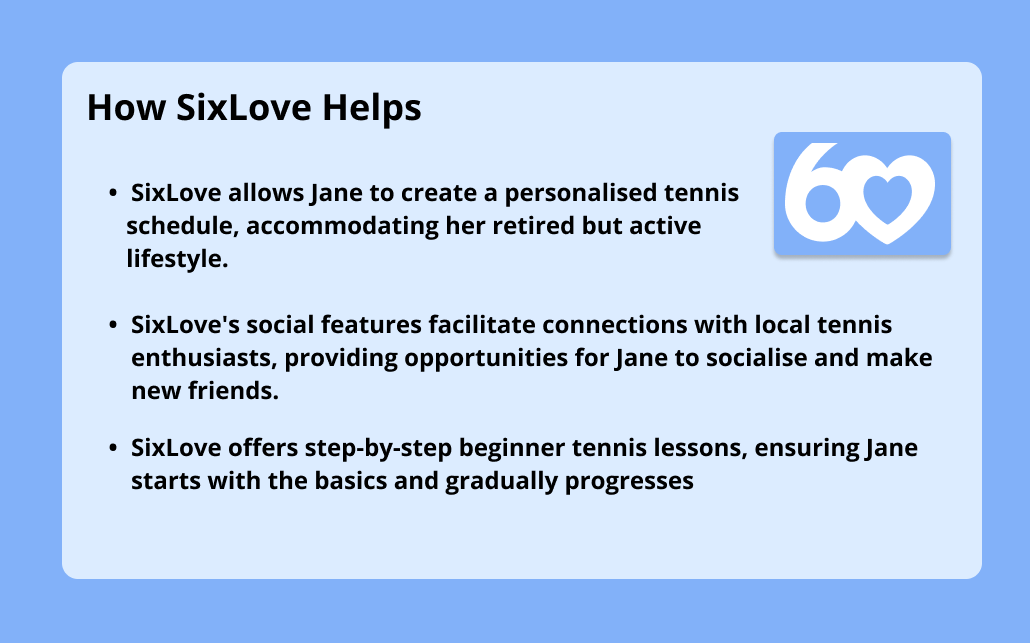 How SixLove Helps
6
• SixLove allows Jane to create a personalised tennis
schedule, accommodating her retired but active
lifestyle.
• SixLove's social features facilitate connections with local tennis
enthusiasts, providing opportunities for Jane to socialise and make
new friends.
• SixLove offers step-by-step beginner tennis lessons, ensuring Jane
starts with the basics and gradually progresses